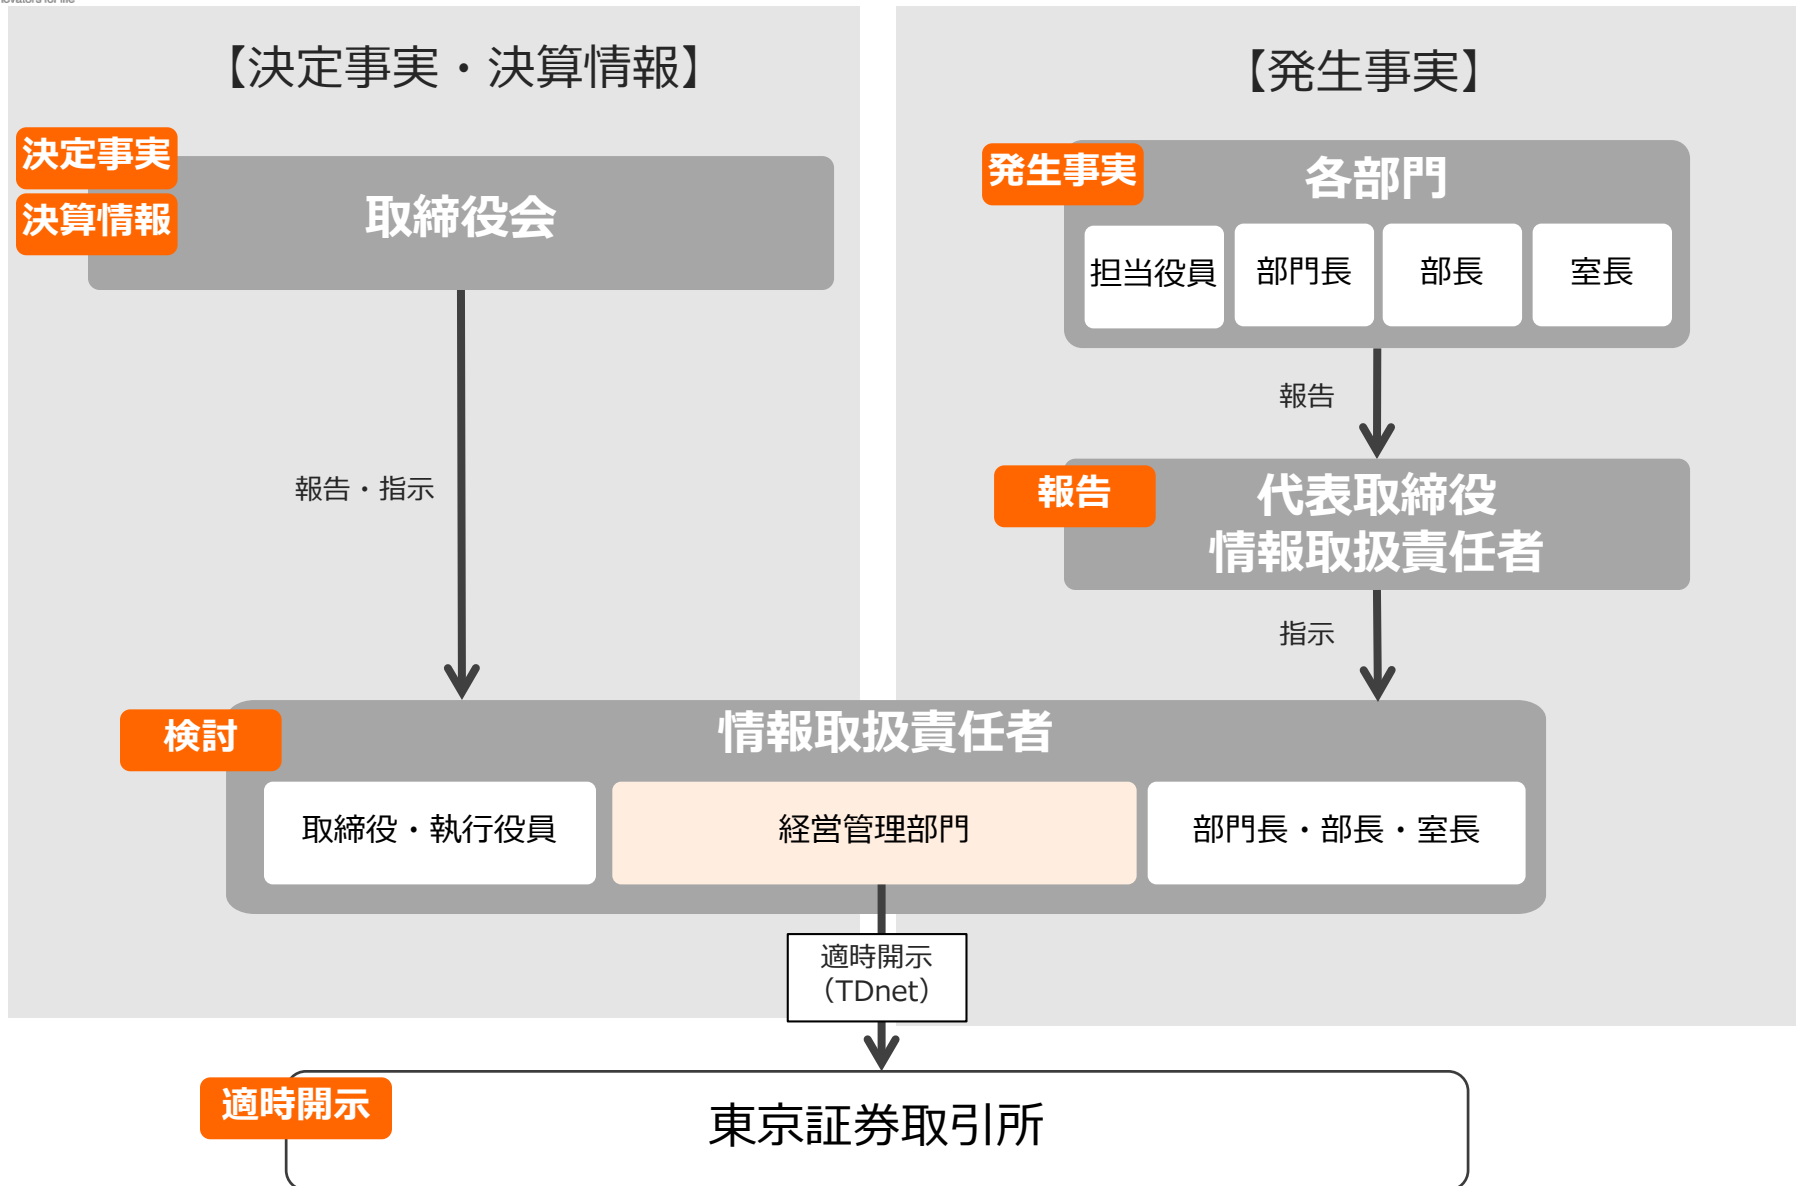 【決定事実・決算情報】
決定事実
決算情報
取締役会
報告・指示
【発生事実】
発生事実
各部門
担当役員
部門長
部長
室長
報告
報告
代表取締役
情報取扱責任者
指示
検討
情報取扱責任者
取締役・執行役員
経営管理部門
部門長・部長・室長
適時開示
（TDnet）
適時開示
東京証券取引所